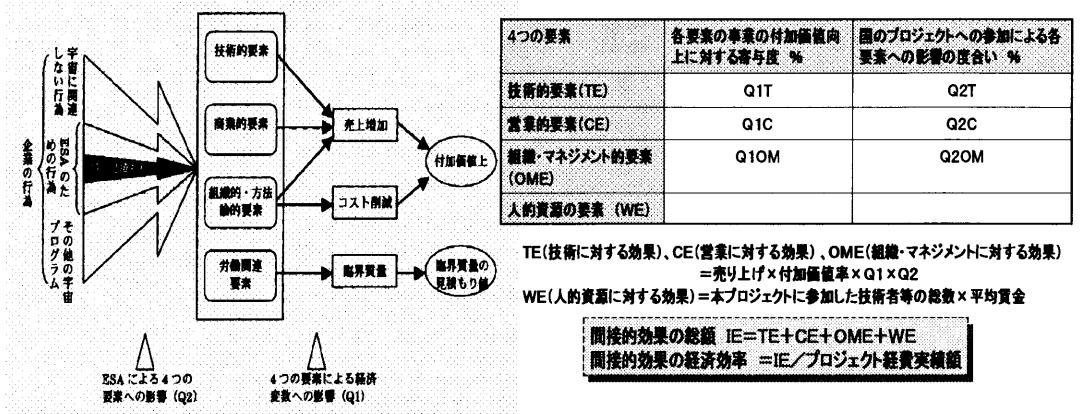 宇宙に関連
しない行為
ESAのた
めの行為
企業の行為
その他の宇宙
プログラム
技術的要素
商業的要素
組織的・方法
論的要素
労働関連
要素
売上増加
コスト削減
臨界質量
付加価値上
臨界質量の
見積もり値
ESAによる4つの
要素への影響(Q2)
4つの要素による経済
変数への影響(Q1)
4つの要素
各要素の事業の付加価値向
上に対する寄与度 %
国のプロジェクトへの参加による各
要素への影響の度合い %
技術的要素(TE)
Q1T
Q2T
営業的要素(CE)
Q1C
Q2C
組織・マネジメント的要素
(OME)
Q1OM
Q2OM
人的資源の要素 (WE)
TE(技術に対する効果)、CE(営業に対する効果)、OME(組織・マネジメントに対する効果)
=売り上げ×付加価値率×Q1×Q2
WE(人的資源に対する効果)=本プロジェクトに参加した技術者等の総数×平均賃金
間接的効果の総額 IE=TE+CE+OME+WE
間接的効果の経済効率 =IE/プロジェクト経費実績額